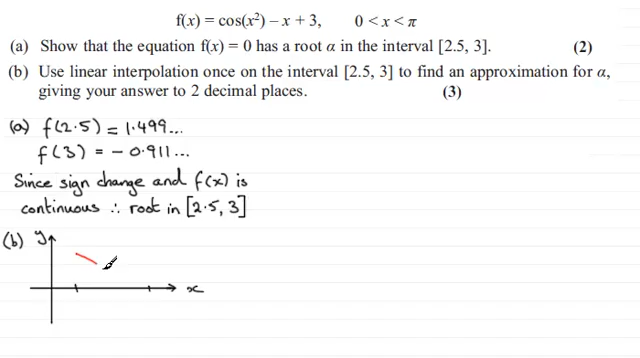 f(x) = cos(x²) – x + 3, 0 < x < π
(a) Show that the equation f(x) = 0 has a root α in the interval [2.5, 3]. (2)
(b) Use linear interpolation once on the interval [2.5, 3] to find an approximation for α,
giving your answer to 2 decimal places. (3)
(a) f(2.5) = 1.499...
f(3) = - 0.911...
Since sign change and f(x) is
continuous ∴ root in [2.5, 3]
(b) y
x